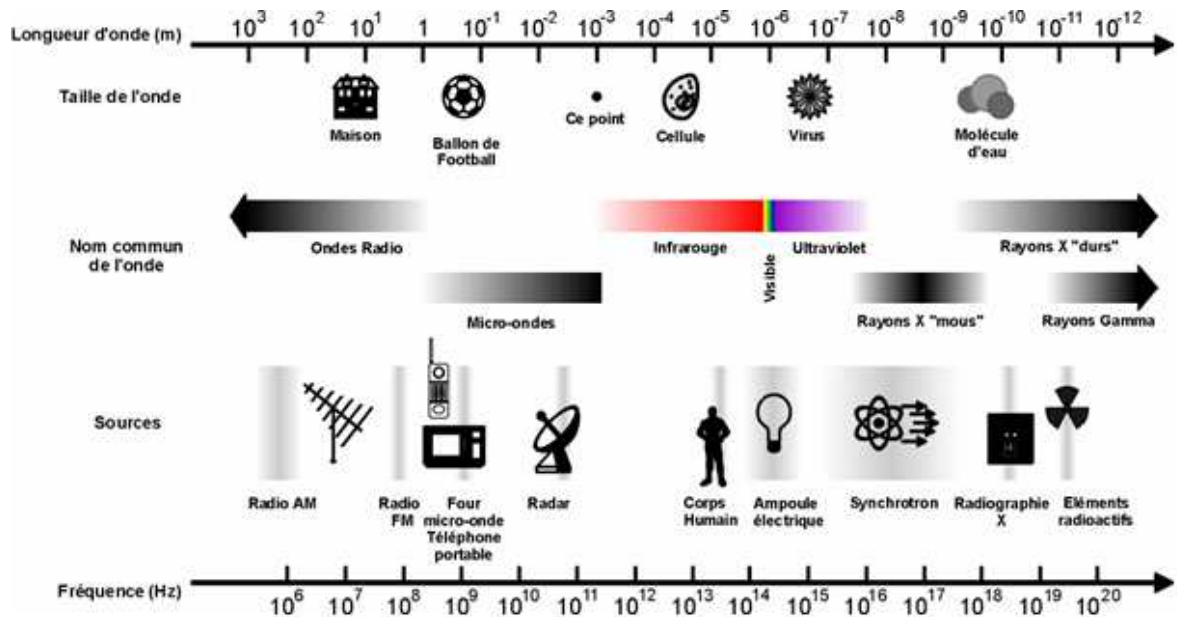 Longueur d'onde (m) 10³ 10² 10¹ 1 10⁻¹ 10⁻² 10⁻³ 10⁻⁴ 10⁻⁵ 10⁻⁶ 10⁻⁷ 10⁻⁸ 10⁻⁹ 10⁻¹⁰ 10⁻¹¹ 10⁻¹²
Taille de l'onde
Maison
Ballon de
Football
Ce point
Cellule
Virus
Molécule
d'eau
Nom commun
de l'onde
Ondes Radio
Infrarouge
Visible
Ultraviolet
Rayons X "durs"
Micro-ondes
Rayons X "mous"
Rayons Gamma
Sources
Radio AM
Radio
FM
Four
micro-onde
Téléphone
portable
Radar
Corps
Humain
Ampoule
électrique
Synchrotron
Radiographie
X
Eléments
radioactifs
Fréquence (Hz) 10⁶ 10⁷ 10⁸ 10⁹ 10¹⁰ 10¹¹ 10¹² 10¹³ 10¹⁴ 10¹⁵ 10¹⁶ 10¹⁷ 10¹⁸ 10¹⁹ 10²⁰